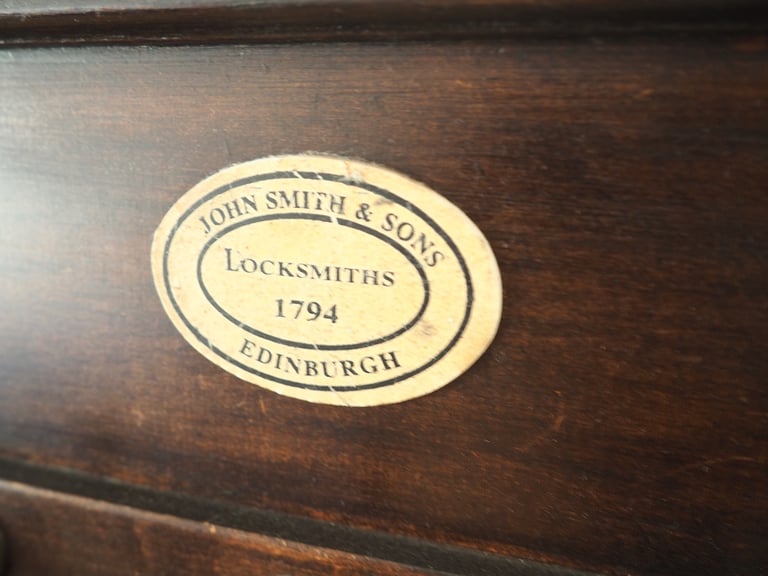 JOHN SMITH & SONS
LOCKSMITHS
1794
EDINBURGH